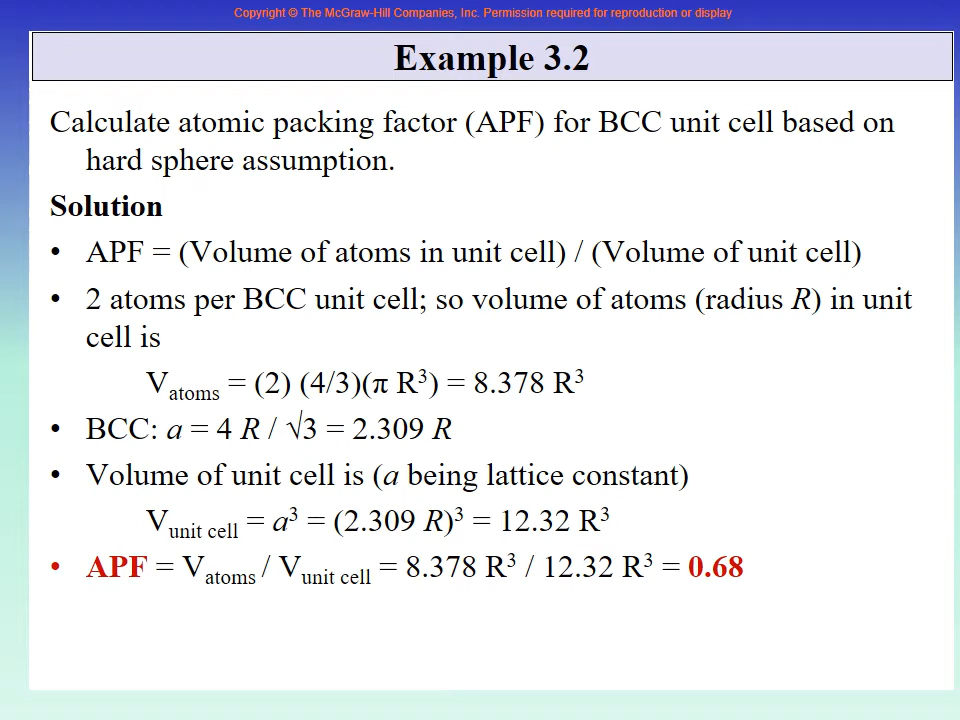 Copyright © The McGraw-Hill Companies, Inc. Permission required for reproduction or display
Example 3.2
Calculate atomic packing factor (APF) for BCC unit cell based on
hard sphere assumption.
Solution
• APF = (Volume of atoms in unit cell) / (Volume of unit cell)
• 2 atoms per BCC unit cell; so volume of atoms (radius R) in unit
cell is
V_atoms = (2) (4/3)(π R³) = 8.378 R³
• BCC: a = 4 R / √3 = 2.309 R
• Volume of unit cell is (a being lattice constant)
V_unit cell = a³ = (2.309 R)³ = 12.32 R³
• APF = V_atoms / V_unit cell = 8.378 R³ / 12.32 R³ = 0.68